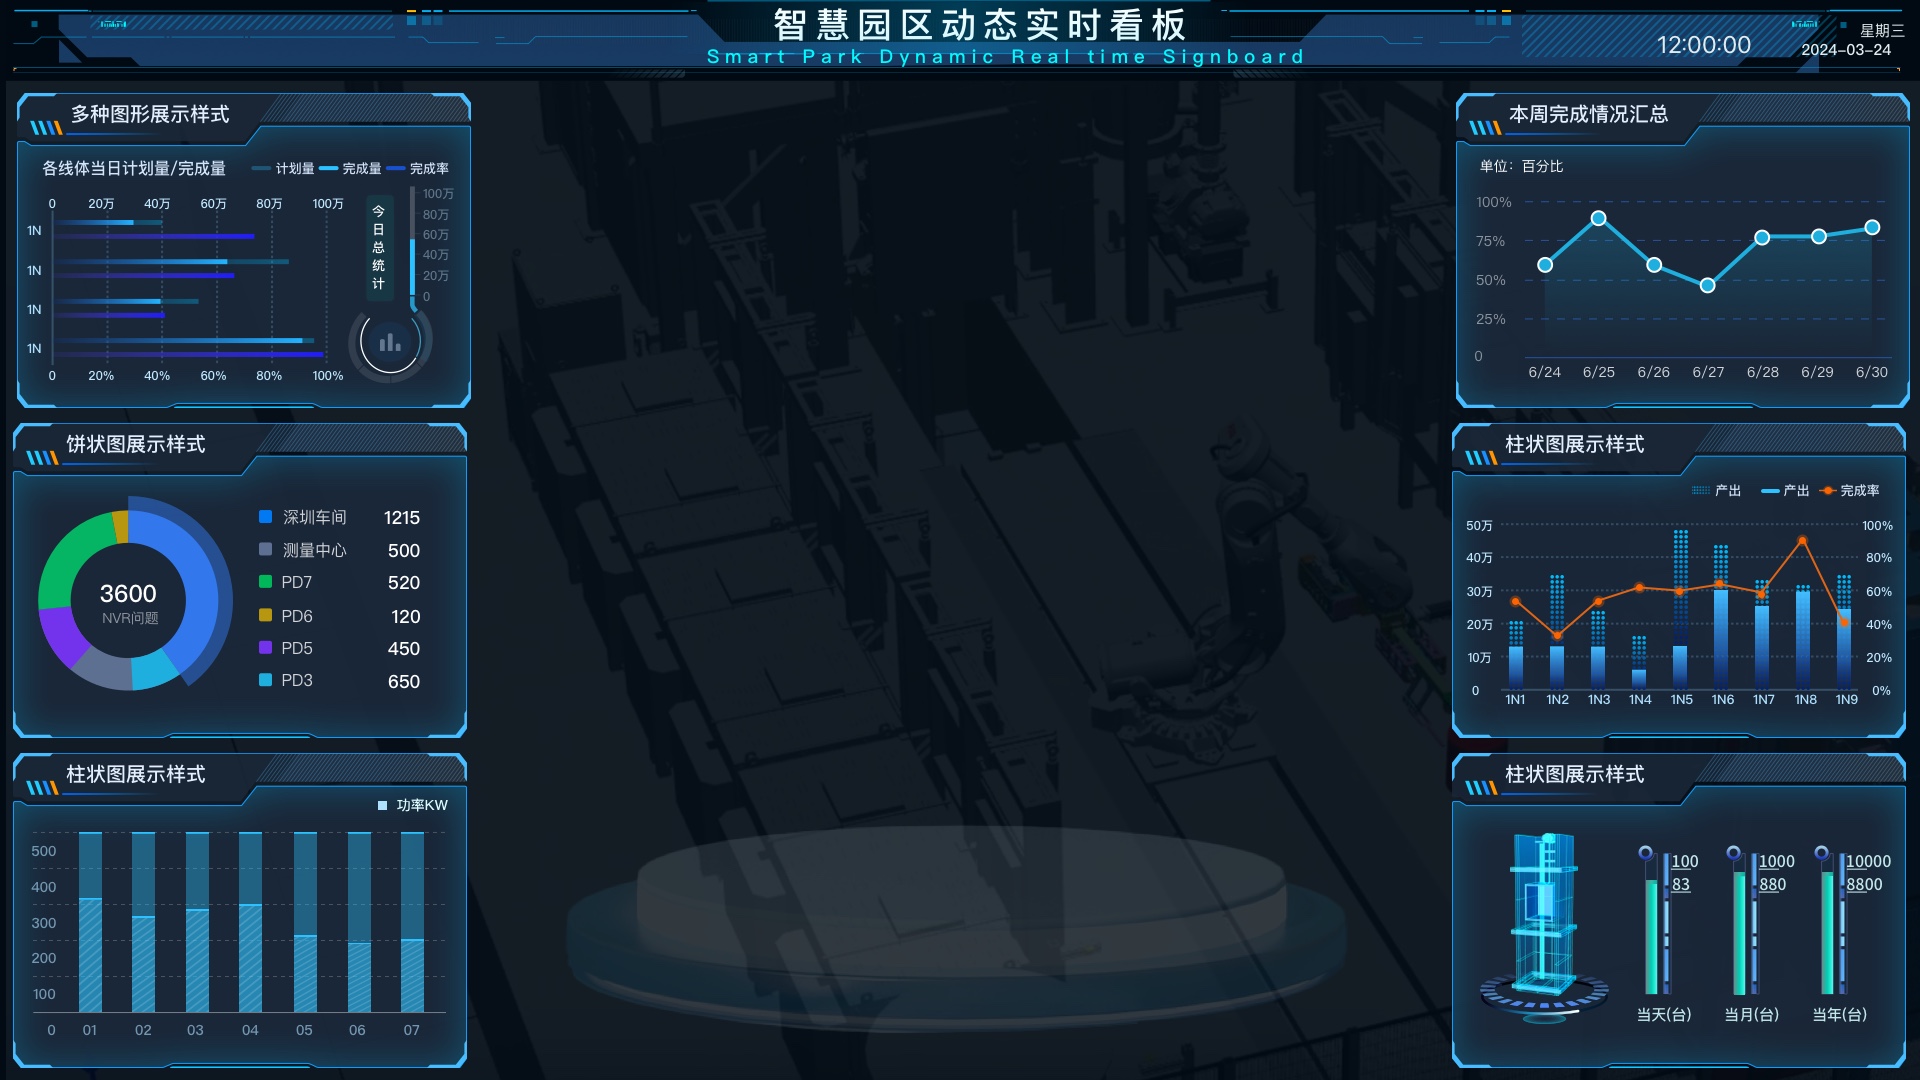 智慧园区动态实时看板
Smart Park Dynamic Real time Signboard
12:00:00
星期三
2024-03-24
多种图形展示样式
各线体当日计划量/完成量
计划量 完成量 完成率
0 20万 40万 60万 80万 100万
1N
1N
1N
1N
0 20% 40% 60% 80% 100%
今日总统计
100万
80万
60万
40万
20万
0
饼状图展示样式
3600
NVR问题
深圳车间 1215
测量中心 500
PD7 520
PD6 120
PD5 450
PD3 650
柱状图展示样式
功率KW
500
400
300
200
100
0 01 02 03 04 05 06 07
本周完成情况汇总
单位：百分比
100%
75%
50%
25%
0
6/24 6/25 6/26 6/27 6/28 6/29 6/30
柱状图展示样式
产出 产出 完成率
50万 100%
40万 80%
30万 60%
20万 40%
10万 20%
0 0%
1N1 1N2 1N3 1N4 1N5 1N6 1N7 1N8 1N9
柱状图展示样式
100 1000 10000
83 880 8800
当天(台) 当月(台) 当年(台)